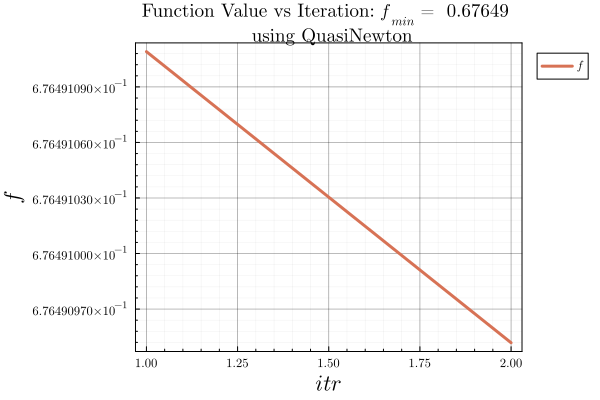 Function Value vs Iteration: f_min = 0.67649
using QuasiNewton
f
6.76491090×10⁻¹
6.76491060×10⁻¹
6.76491030×10⁻¹
6.76491000×10⁻¹
6.76490970×10⁻¹
f
1.00 1.25 1.50 1.75 2.00
itr